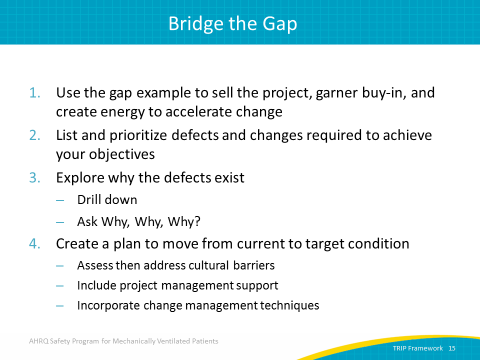 Bridge the Gap
1. Use the gap example to sell the project, garner buy-in, and
create energy to accelerate change
2. List and prioritize defects and changes required to achieve
your objectives
3. Explore why the defects exist
– Drill down
– Ask Why, Why, Why?
4. Create a plan to move from current to target condition
– Assess then address cultural barriers
– Include project management support
– Incorporate change management techniques
AHRQ Safety Program for Mechanically Ventilated Patients
TRIP Framework 15